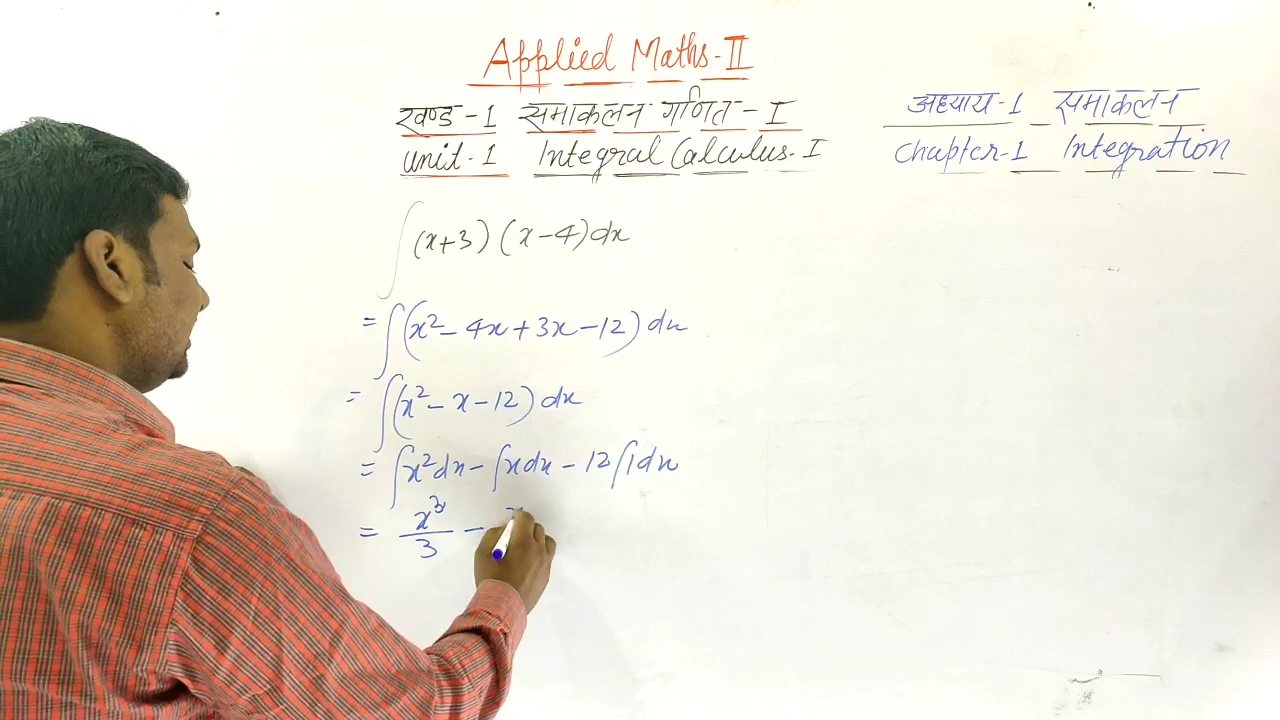 Applied Maths-II
खण्ड-1 समाकलन गणित-I
unit-1 Integral Calculus-I
अध्याय-1 समाकलन
Chapter-1 Integration
∫(x+3)(x-4)dx
= ∫(x²-4x+3x-12)dx
= ∫(x²-x-12)dx
= ∫x²dx-∫xdx-12∫1dx
= x³/3 -